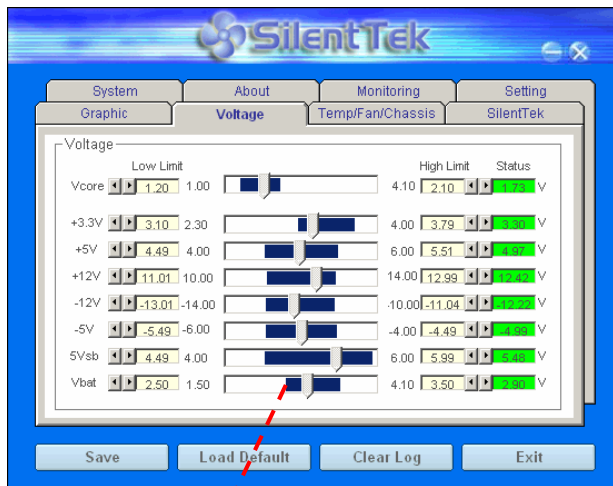 SilentTek
System About Monitoring Setting
Graphic Voltage Temp/Fan/Chassis SilentTek
Voltage
Low Limit High Limit Status
Vcore 1.20 1.00 4.10 2.10 1.73 V
+3.3V 3.10 2.30 4.00 3.79 3.30 V
+5V 4.49 4.00 6.00 5.51 4.97 V
+12V 11.01 10.00 14.00 12.99 12.42 V
-12V -13.01 -14.00 -10.00 -11.04 -12.22 V
-5V -5.49 -6.00 -4.00 -4.49 -4.99 V
5Vsb 4.49 4.00 6.00 5.99 5.48 V
Vbat 2.50 1.50 4.10 3.50 2.90 V
Save Load Default Clear Log Exit